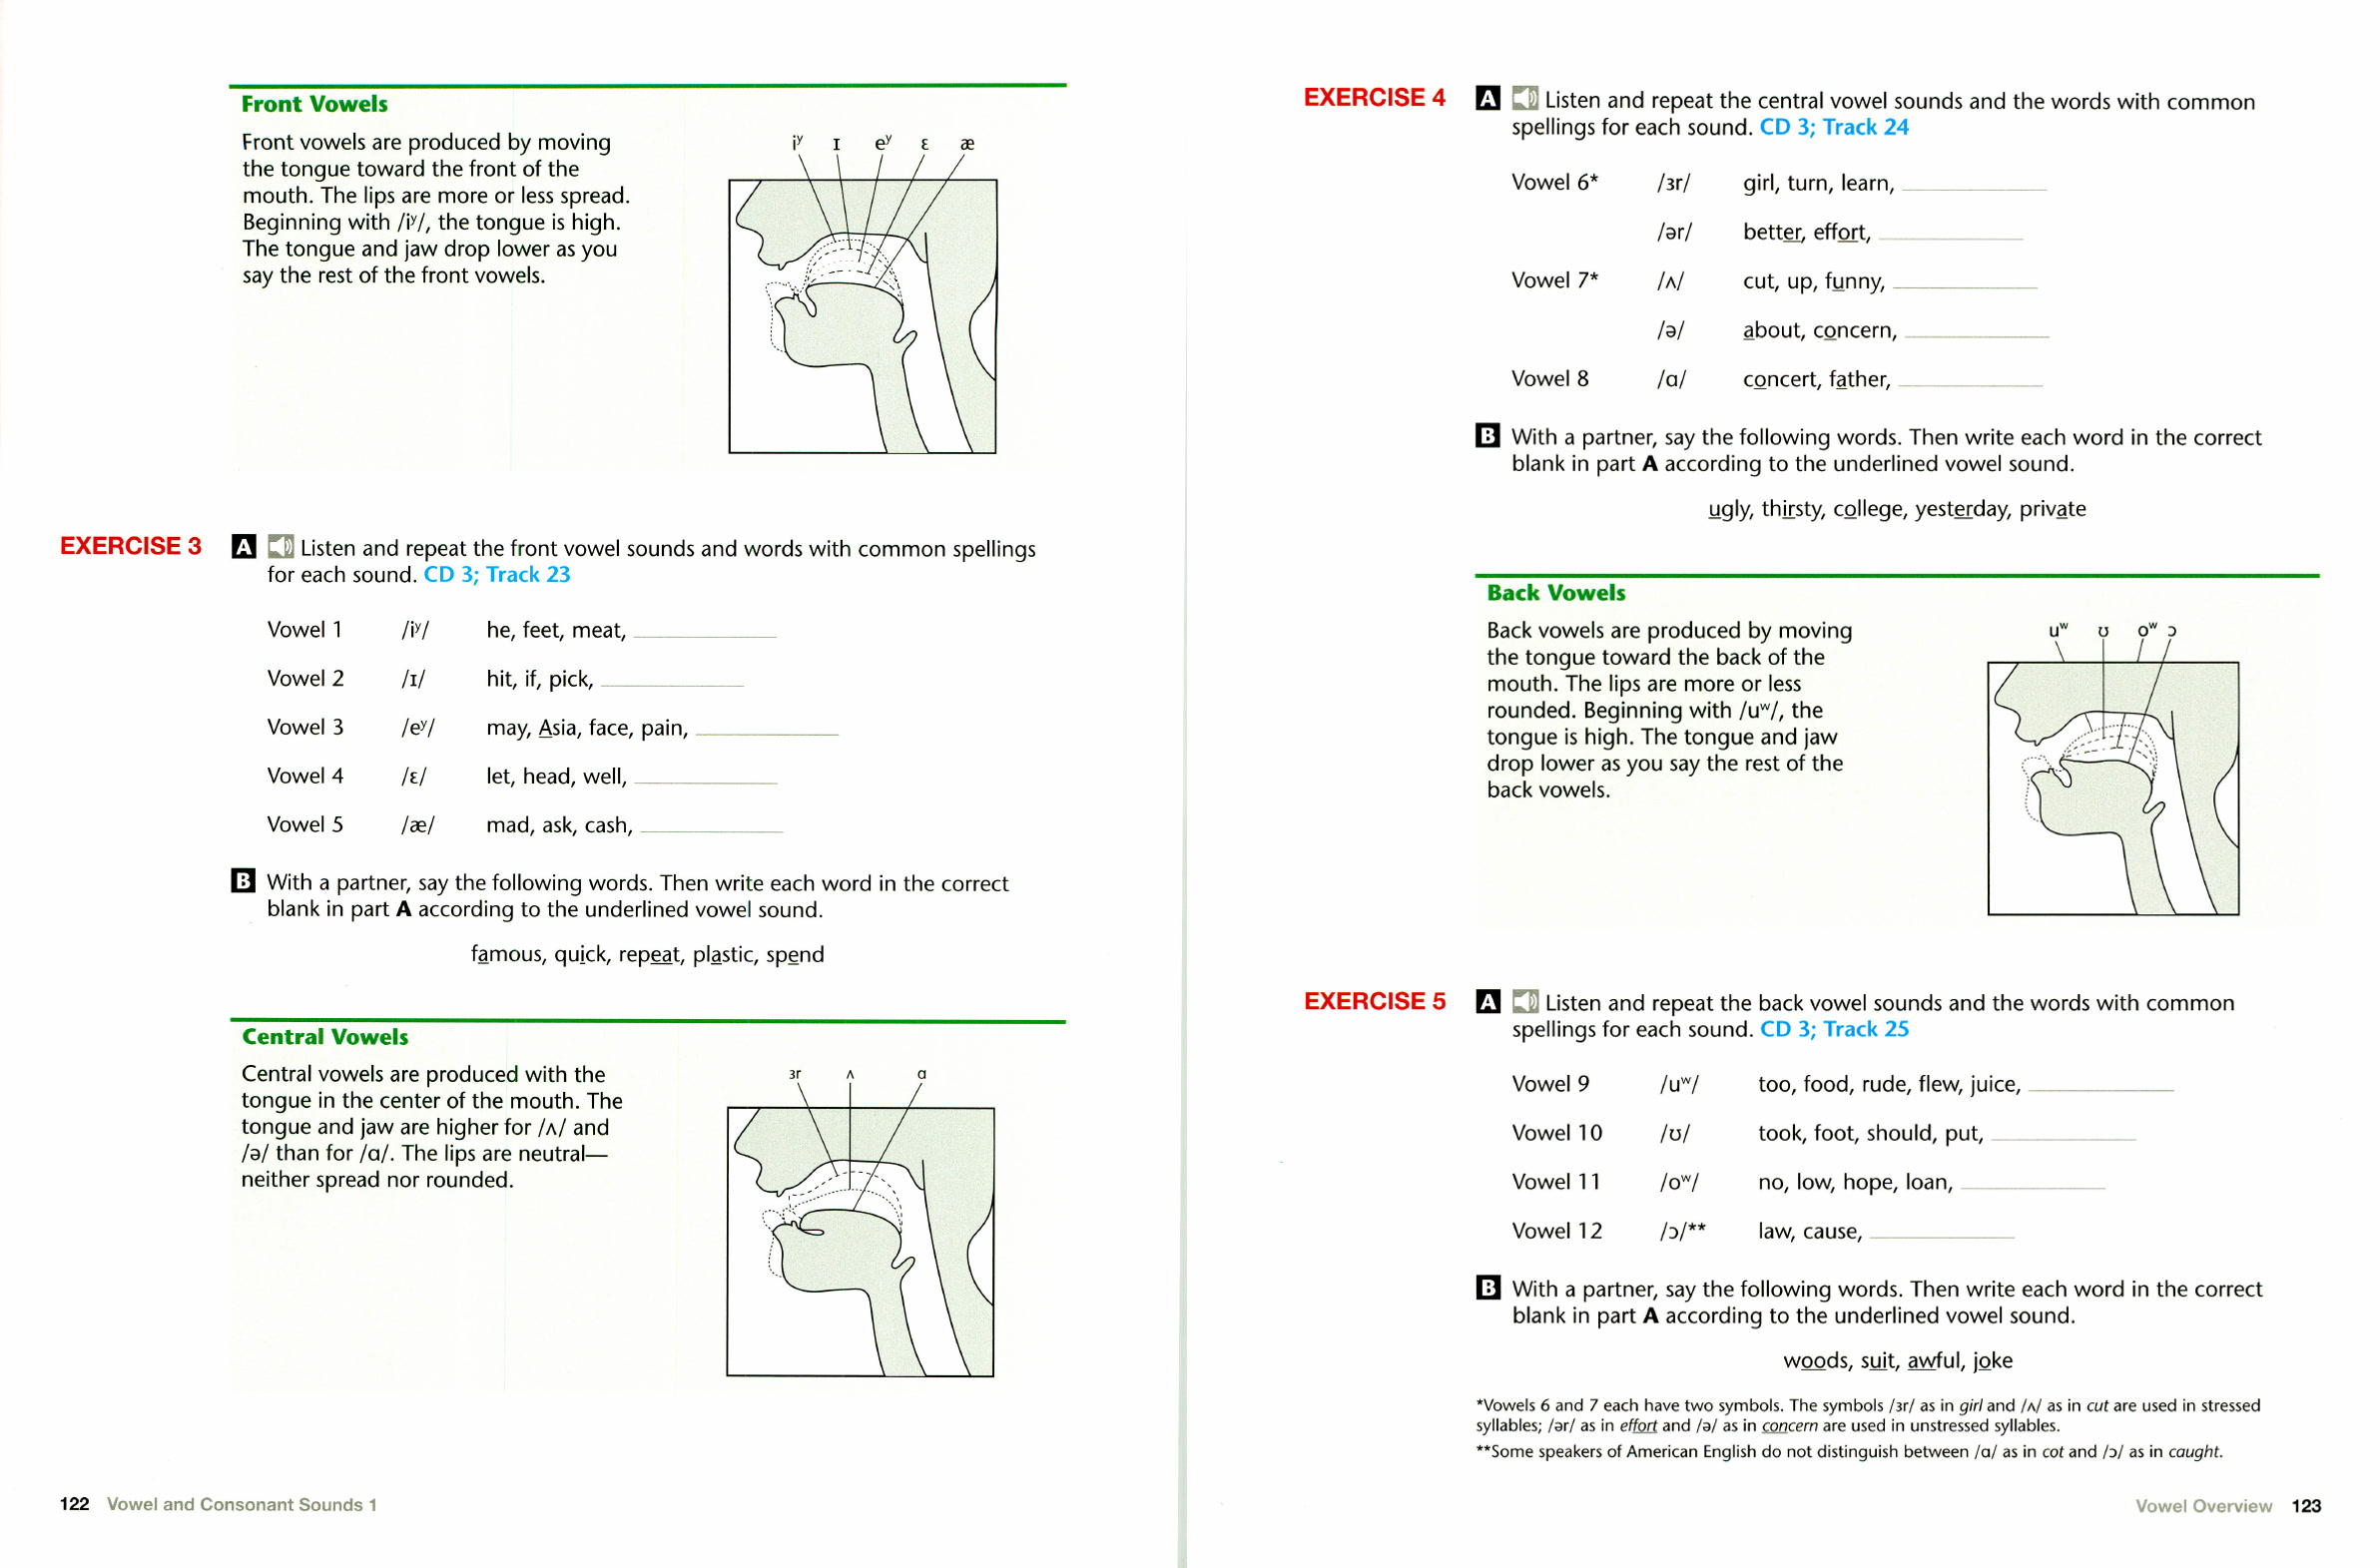 Front Vowels
Front vowels are produced by moving
the tongue toward the front of the
mouth. The lips are more or less spread.
Beginning with /iʸ/, the tongue is high.
The tongue and jaw drop lower as you
say the rest of the front vowels.
iʸ ɪ eʸ ɛ æ
EXERCISE 3 A Listen and repeat the front vowel sounds and words with common spellings
for each sound. CD 3; Track 23
Vowel 1 /iʸ/ he, feet, meat,
Vowel 2 /ɪ/ hit, if, pick,
Vowel 3 /eʸ/ may, Asia, face, pain,
Vowel 4 /ɛ/ let, head, well,
Vowel 5 /æ/ mad, ask, cash,
B With a partner, say the following words. Then write each word in the correct
blank in part A according to the underlined vowel sound.
famous, quick, repeat, plastic, spend
Central Vowels
Central vowels are produced with the
tongue in the center of the mouth. The
tongue and jaw are higher for /ʌ/ and
/ə/ than for /ɑ/. The lips are neutral—
neither spread nor rounded.
ɜr ʌ ɑ
122 Vowel and Consonant Sounds 1
EXERCISE 4 A Listen and repeat the central vowel sounds and the words with common
spellings for each sound. CD 3; Track 24
Vowel 6* /ɜr/ girl, turn, learn,
/ər/ better, effort,
Vowel 7* /ʌ/ cut, up, funny,
/ə/ about, concern,
Vowel 8 /ɑ/ concert, father,
B With a partner, say the following words. Then write each word in the correct
blank in part A according to the underlined vowel sound.
ugly, thirsty, college, yesterday, private
Back Vowels
Back vowels are produced by moving
the tongue toward the back of the
mouth. The lips are more or less
rounded. Beginning with /uʷ/, the
tongue is high. The tongue and jaw
drop lower as you say the rest of the
back vowels.
uʷ ʊ oʷ ɔ
EXERCISE 5 A Listen and repeat the back vowel sounds and the words with common
spellings for each sound. CD 3; Track 25
Vowel 9 /uʷ/ too, food, rude, flew, juice,
Vowel 10 /ʊ/ took, foot, should, put,
Vowel 11 /oʷ/ no, low, hope, loan,
Vowel 12 /ɔ/** law, cause,
B With a partner, say the following words. Then write each word in the correct
blank in part A according to the underlined vowel sound.
woods, suit, awful, joke
*Vowels 6 and 7 each have two symbols. The symbols /ɜr/ as in girl and /ʌ/ as in cut are used in stressed
syllables; /ər/ as in effort and /ə/ as in concern are used in unstressed syllables.
**Some speakers of American English do not distinguish between /ɑ/ as in cot and /ɔ/ as in caught.
Vowel Overview 123